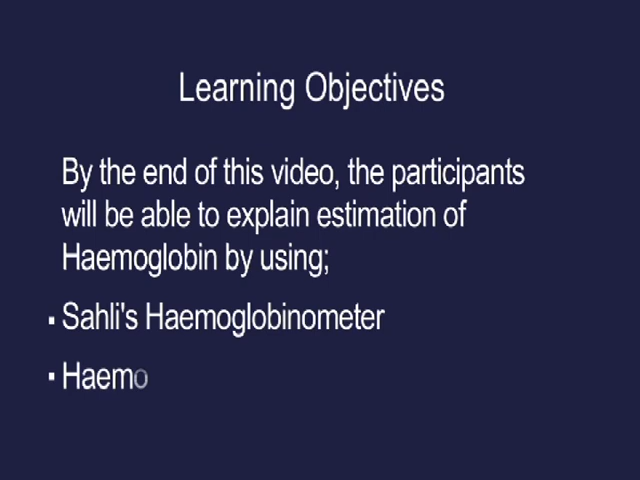 Learning Objectives
By the end of this video, the participants
will be able to explain estimation of
Haemoglobin by using;
▪ Sahli's Haemoglobinometer
▪ Haemo